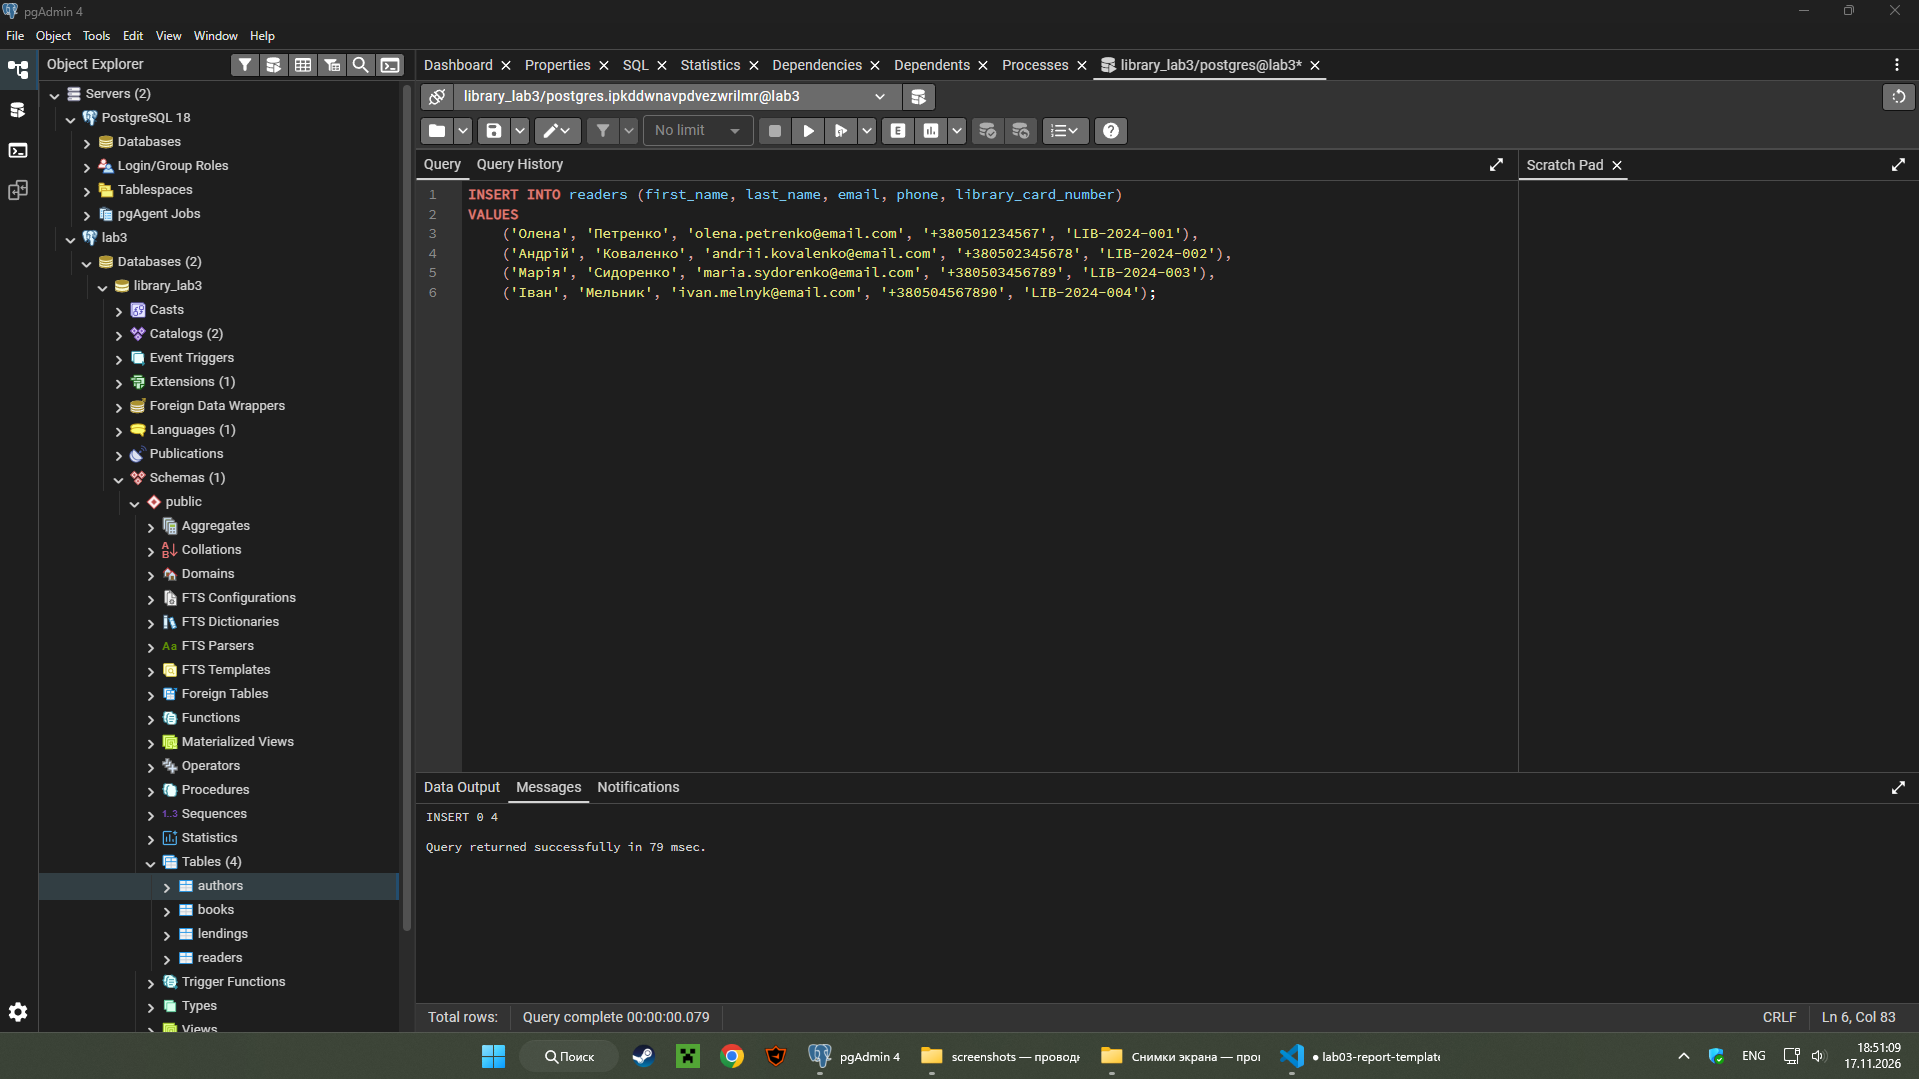 pgAdmin 4
File Object Tools Edit View Window Help
Object Explorer
Dashboard Properties SQL Statistics Dependencies Dependents Processes library_lab3/postgres@lab3*
Servers (2)
PostgreSQL 18
Databases
Login/Group Roles
Tablespaces
pgAgent Jobs
lab3
Databases (2)
library_lab3
Casts
Catalogs (2)
Event Triggers
Extensions (1)
Foreign Data Wrappers
Languages (1)
Publications
Schemas (1)
public
Aggregates
Collations
Domains
FTS Configurations
FTS Dictionaries
Aa FTS Parsers
FTS Templates
Foreign Tables
Functions
Materialized Views
Operators
Procedures
1..3 Sequences
Statistics
Tables (4)
authors
books
lendings
readers
Trigger Functions
Types
Views
library_lab3/postgres.ipkddwnavpdvezwrilmr@lab3
No limit
E
Query Query History
Scratch Pad
1 INSERT INTO readers (first_name, last_name, email, phone, library_card_number)
2 VALUES
3 ('Олена', 'Петренко', 'olena.petrenko@email.com', '+380501234567', 'LIB-2024-001'),
4 ('Андрій', 'Коваленко', 'andrii.kovalenko@email.com', '+380502345678', 'LIB-2024-002'),
5 ('Марія', 'Сидоренко', 'maria.sydorenko@email.com', '+380503456789', 'LIB-2024-003'),
6 ('Іван', 'Мельник', 'ivan.melnyk@email.com', '+380504567890', 'LIB-2024-004');
Data Output Messages Notifications
INSERT 0 4
Query returned successfully in 79 msec.
Total rows: Query complete 00:00:00.079
CRLF Ln 6, Col 83
Поиск
pgAdmin 4
screenshots — проводн
Снимки экрана — про
● lab03-report-template
ENG
18:51:09
17.11.2026